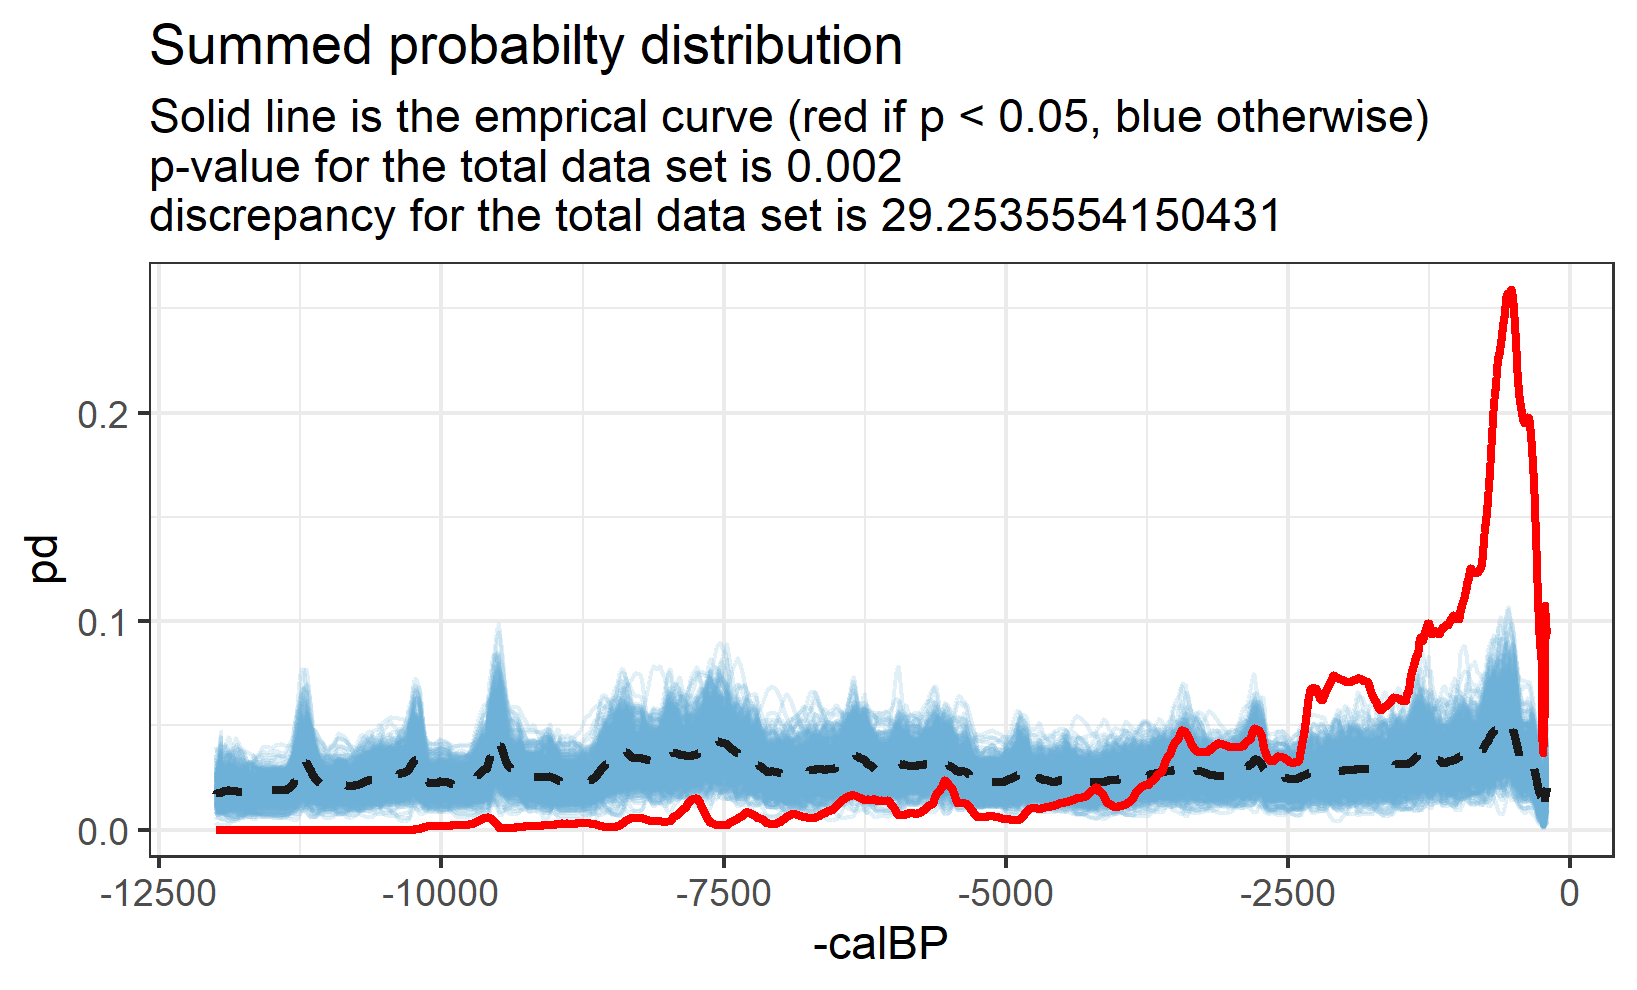 Summed probabilty distribution
Solid line is the emprical curve (red if p < 0.05, blue otherwise)
p-value for the total data set is 0.002
discrepancy for the total data set is 29.2535554150431
0.2
0.1
0.0
pd
-12500 -10000 -7500 -5000 -2500 0
-calBP